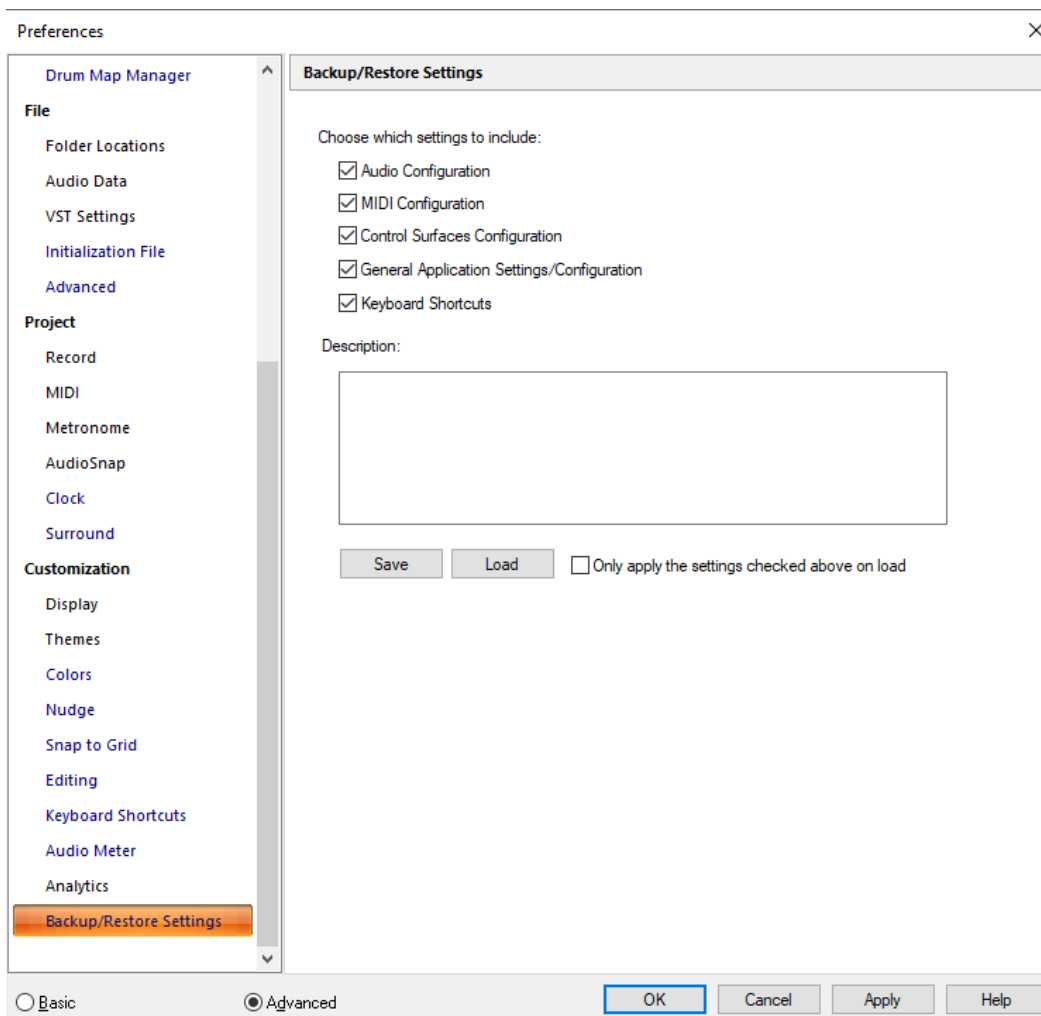 Preferences
Drum Map Manager
File
Folder Locations
Audio Data
VST Settings
Initialization File
Advanced
Project
Record
MIDI
Metronome
AudioSnap
Clock
Surround
Customization
Display
Themes
Colors
Nudge
Snap to Grid
Editing
Keyboard Shortcuts
Audio Meter
Analytics
Backup/Restore Settings
Backup/Restore Settings
Choose which settings to include:
Audio Configuration
MIDI Configuration
Control Surfaces Configuration
General Application Settings/Configuration
Keyboard Shortcuts
Description:
Save Load Only apply the settings checked above on load
Basic Advanced OK Cancel Apply Help